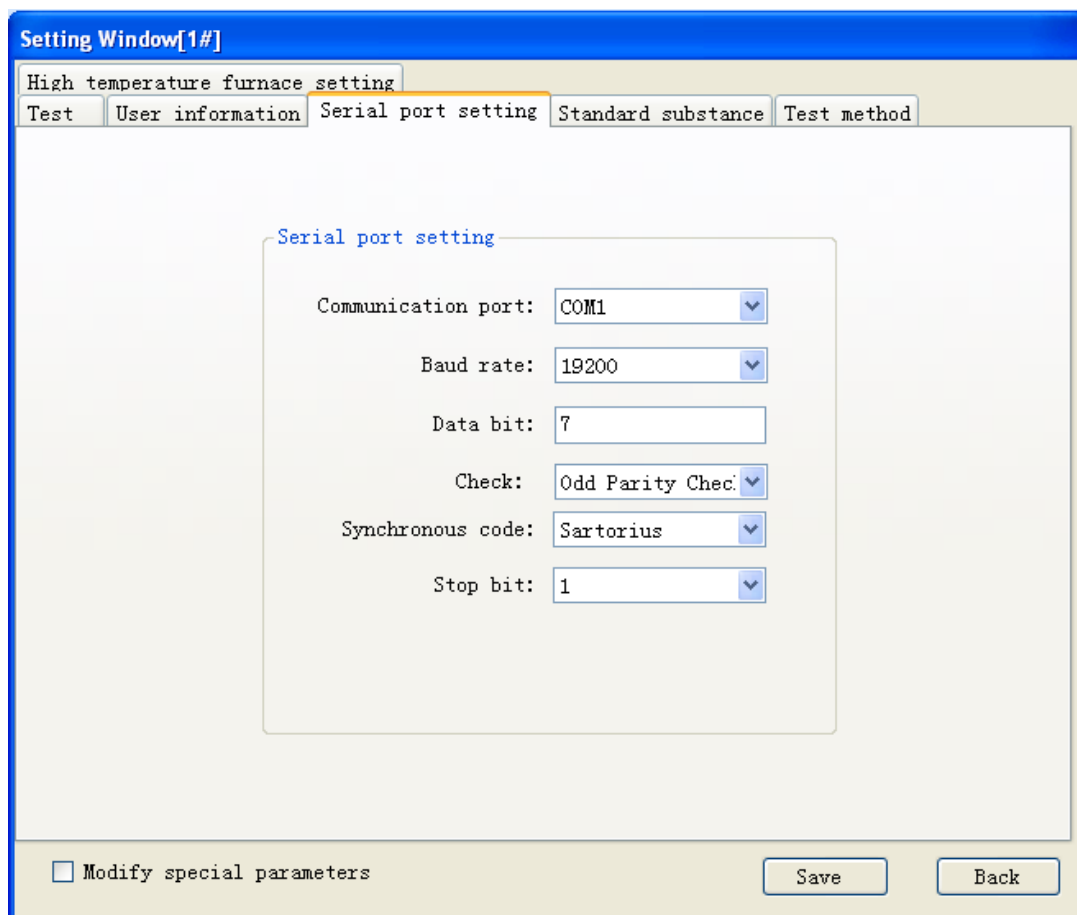 Setting Window[1#]
High temperature furnace setting
Test User information Serial port setting Standard substance Test method
Serial port setting
Communication port: COM1
Baud rate: 19200
Data bit: 7
Check: Odd Parity Chec
Synchronous code: Sartorius
Stop bit: 1
Modify special parameters Save Back